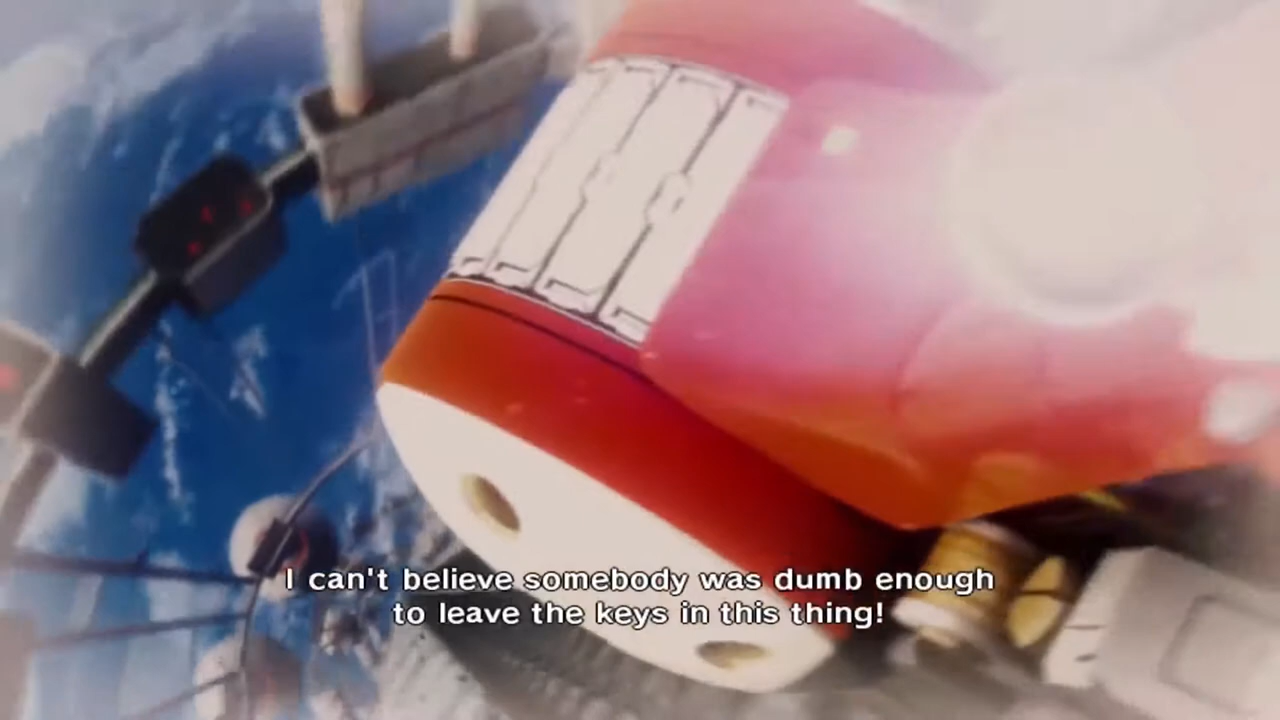 I can't believe somebody was dumb enough
to leave the keys in this thing!